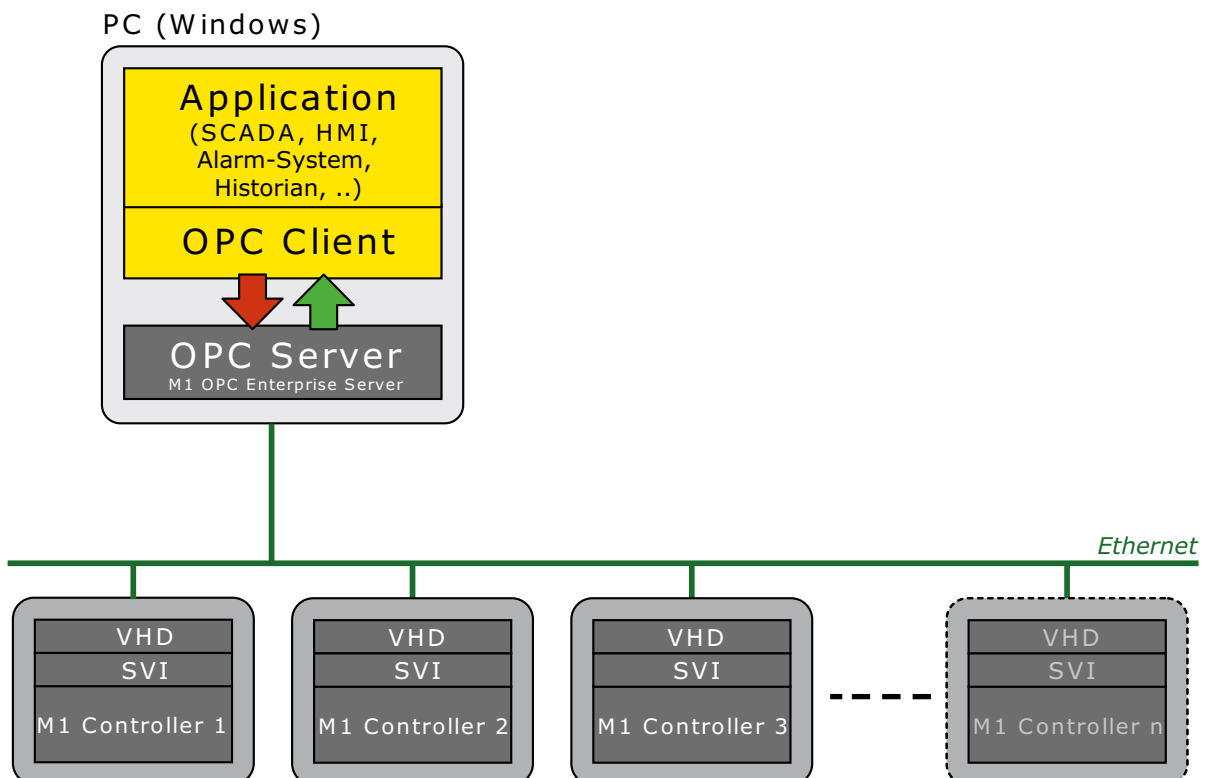 PC (Windows)
Application
(SCADA, HMI,
Alarm-System,
Historian, ..)
OPC Client
OPC Server
M1 OPC Enterprise Server
Ethernet
VHD
SVI
M1 Controller 1
VHD
SVI
M1 Controller 2
VHD
SVI
M1 Controller 3
VHD
SVI
M1 Controller n